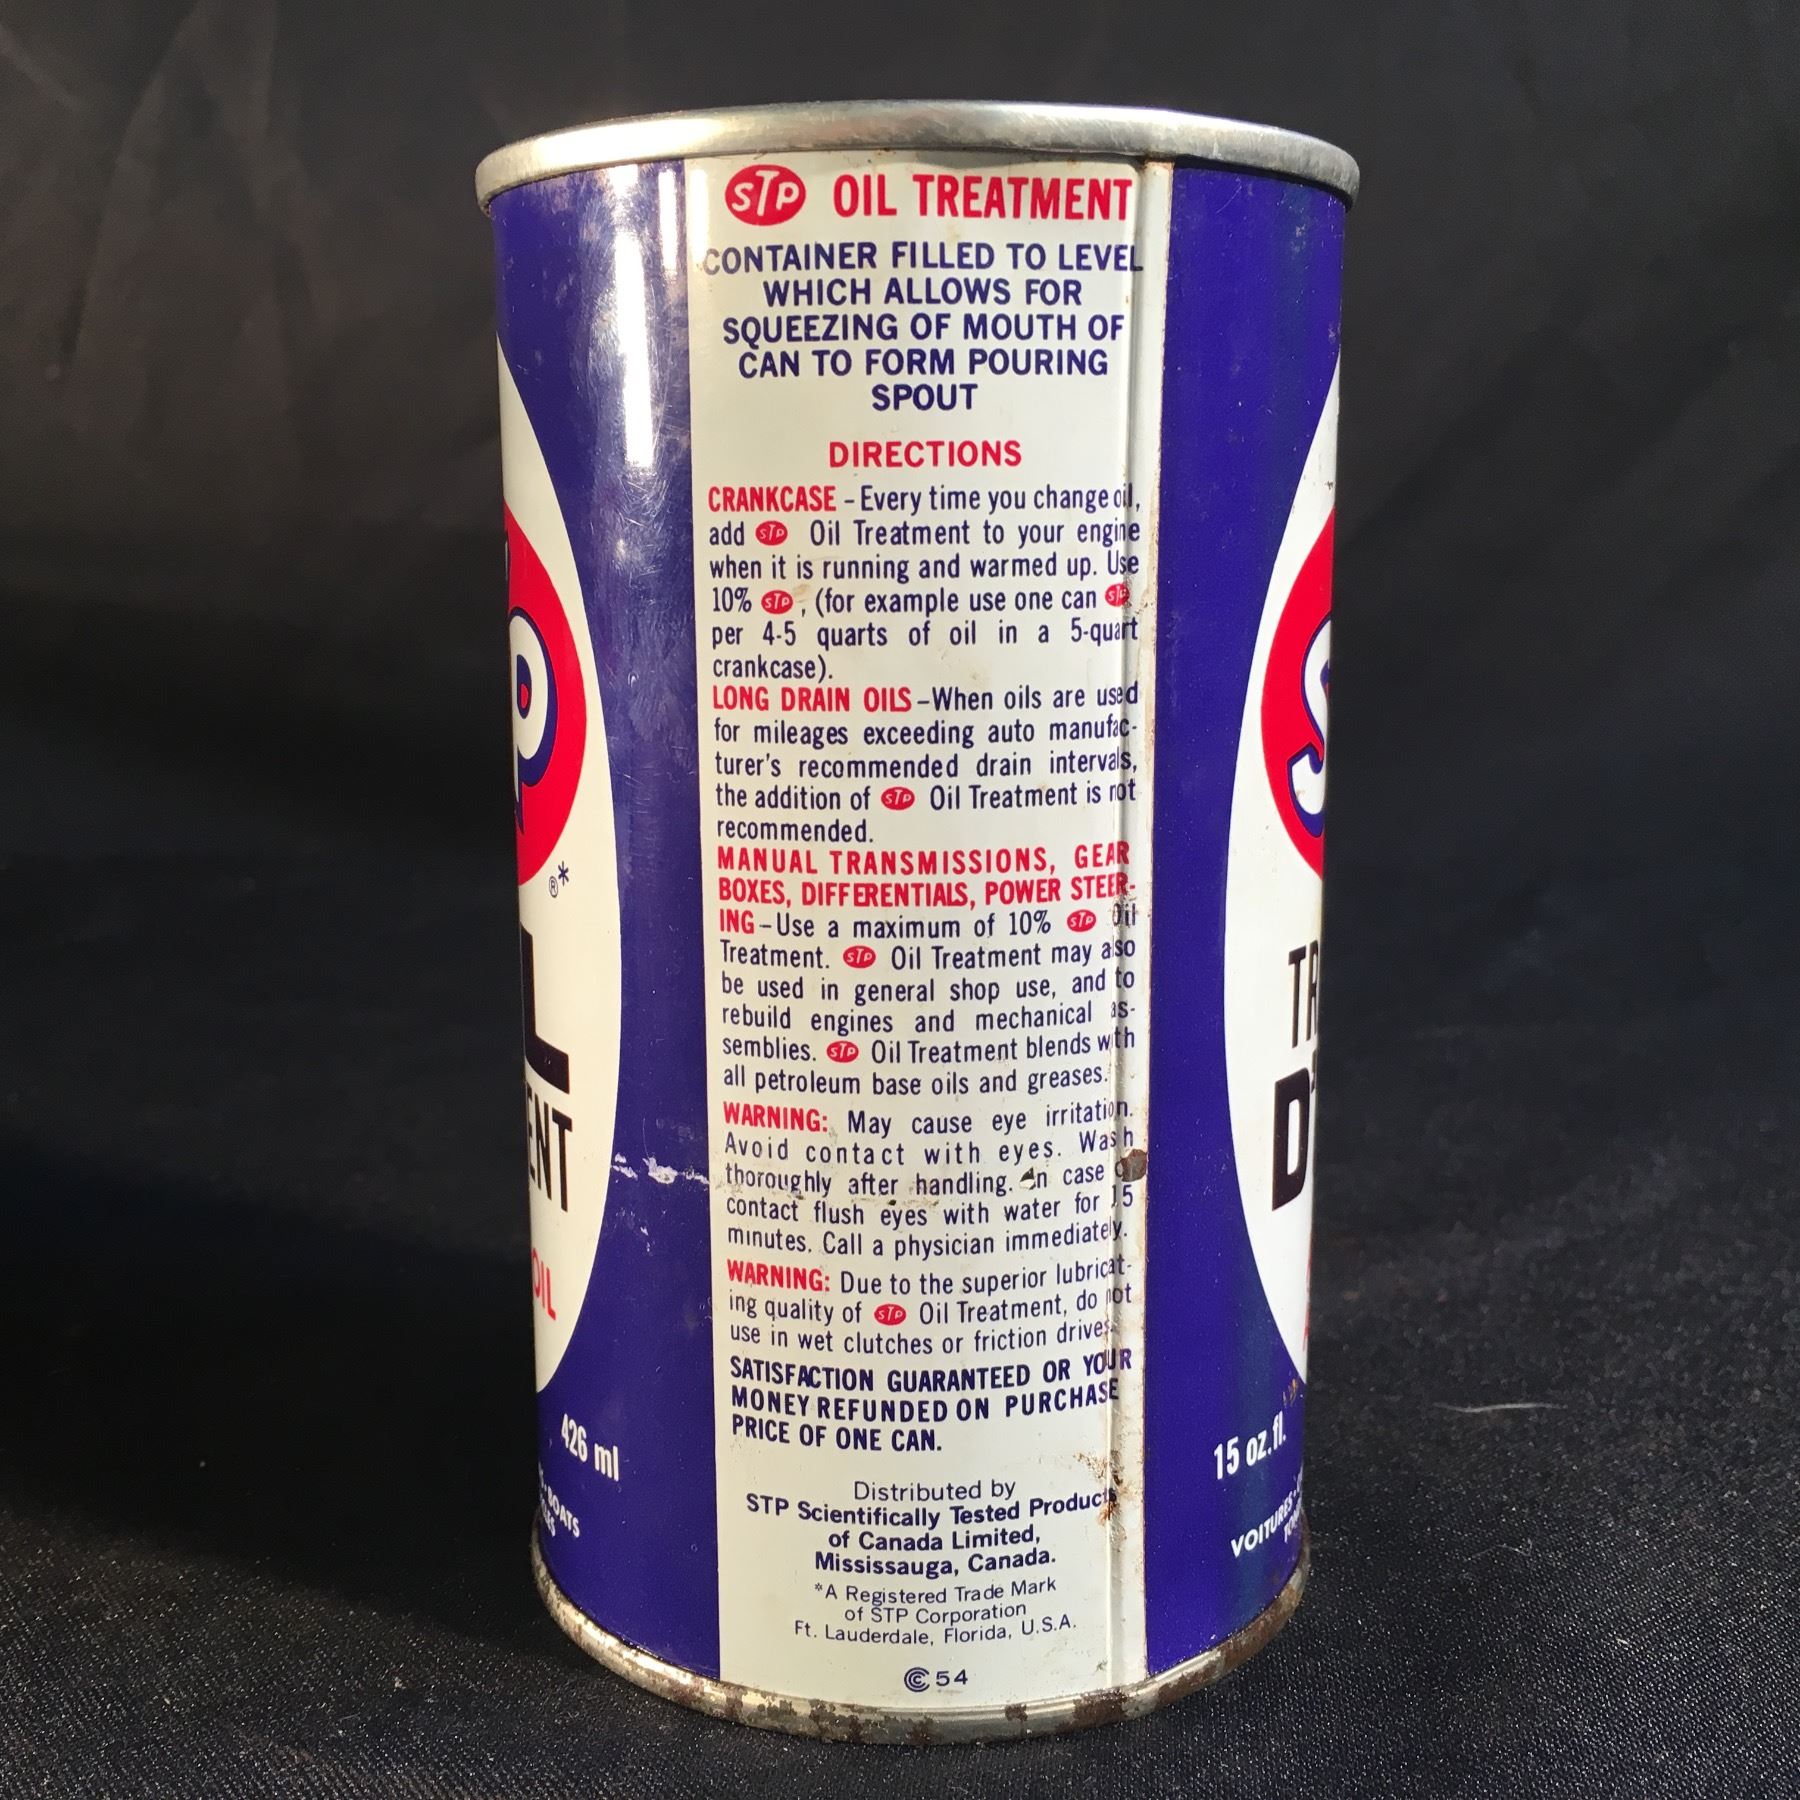 STP OIL TREATMENT
CONTAINER FILLED TO LEVEL
WHICH ALLOWS FOR
SQUEEZING OF MOUTH OF
CAN TO FORM POURING
SPOUT
DIRECTIONS
CRANKCASE - Every time you change oil,
add STP Oil Treatment to your engine
when it is running and warmed up. Use
10% STP, (for example use one can STP
per 4-5 quarts of oil in a 5-quart
crankcase).
LONG DRAIN OILS - When oils are used
for mileages exceeding auto manufac-
turer's recommended drain intervals,
the addition of STP Oil Treatment is not
recommended.
MANUAL TRANSMISSIONS, GEAR
BOXES, DIFFERENTIALS, POWER STEER-
ING - Use a maximum of 10% STP Oil
Treatment. STP Oil Treatment may also
be used in general shop use, and to
rebuild engines and mechanical as-
semblies. STP Oil Treatment blends with
all petroleum base oils and greases.
WARNING: May cause eye irritation.
Avoid contact with eyes. Wash
thoroughly after handling. In case of
contact flush eyes with water for 15
minutes. Call a physician immediately.
WARNING: Due to the superior lubricat-
ing quality of STP Oil Treatment, do not
use in wet clutches or friction drives.
SATISFACTION GUARANTEED OR YOUR
MONEY REFUNDED ON PURCHASE
PRICE OF ONE CAN.
Distributed by
STP Scientifically Tested Products
of Canada Limited,
Mississauga, Canada.
*A Registered Trade Mark
of STP Corporation
Ft. Lauderdale, Florida, U.S.A.
54
P
®*
L
ENT
OIL
426 ml
BOATS
S
TR
D'
15 oz.fl.
VOITURES